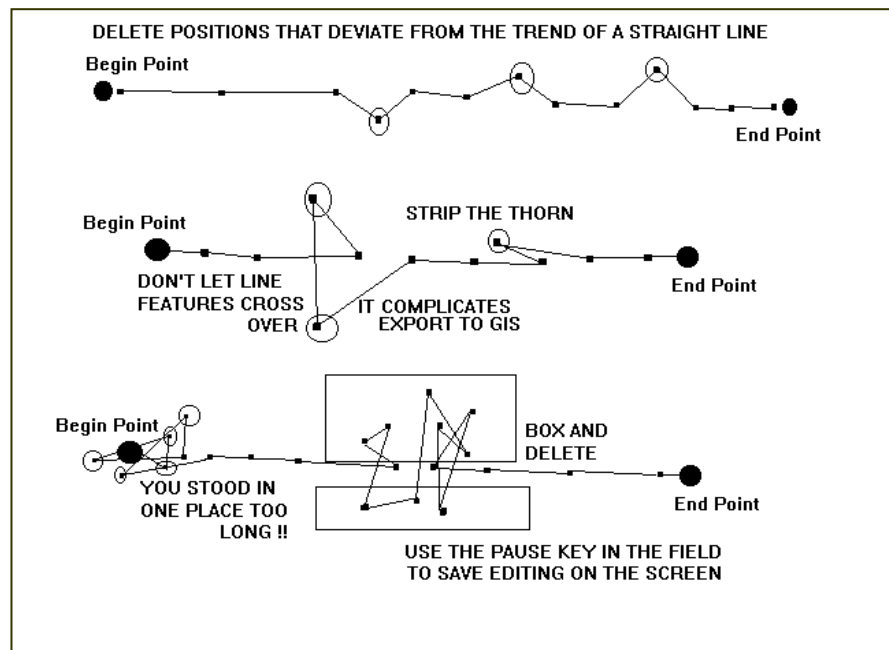 DELETE POSITIONS THAT DEVIATE FROM THE TREND OF A STRAIGHT LINE
Begin Point
End Point
Begin Point
STRIP THE THORN
DON'T LET LINE
FEATURES CROSS
OVER
IT COMPLICATES
EXPORT TO GIS
End Point
Begin Point
BOX AND
DELETE
YOU STOOD IN
ONE PLACE TOO
LONG !!
End Point
USE THE PAUSE KEY IN THE FIELD
TO SAVE EDITING ON THE SCREEN